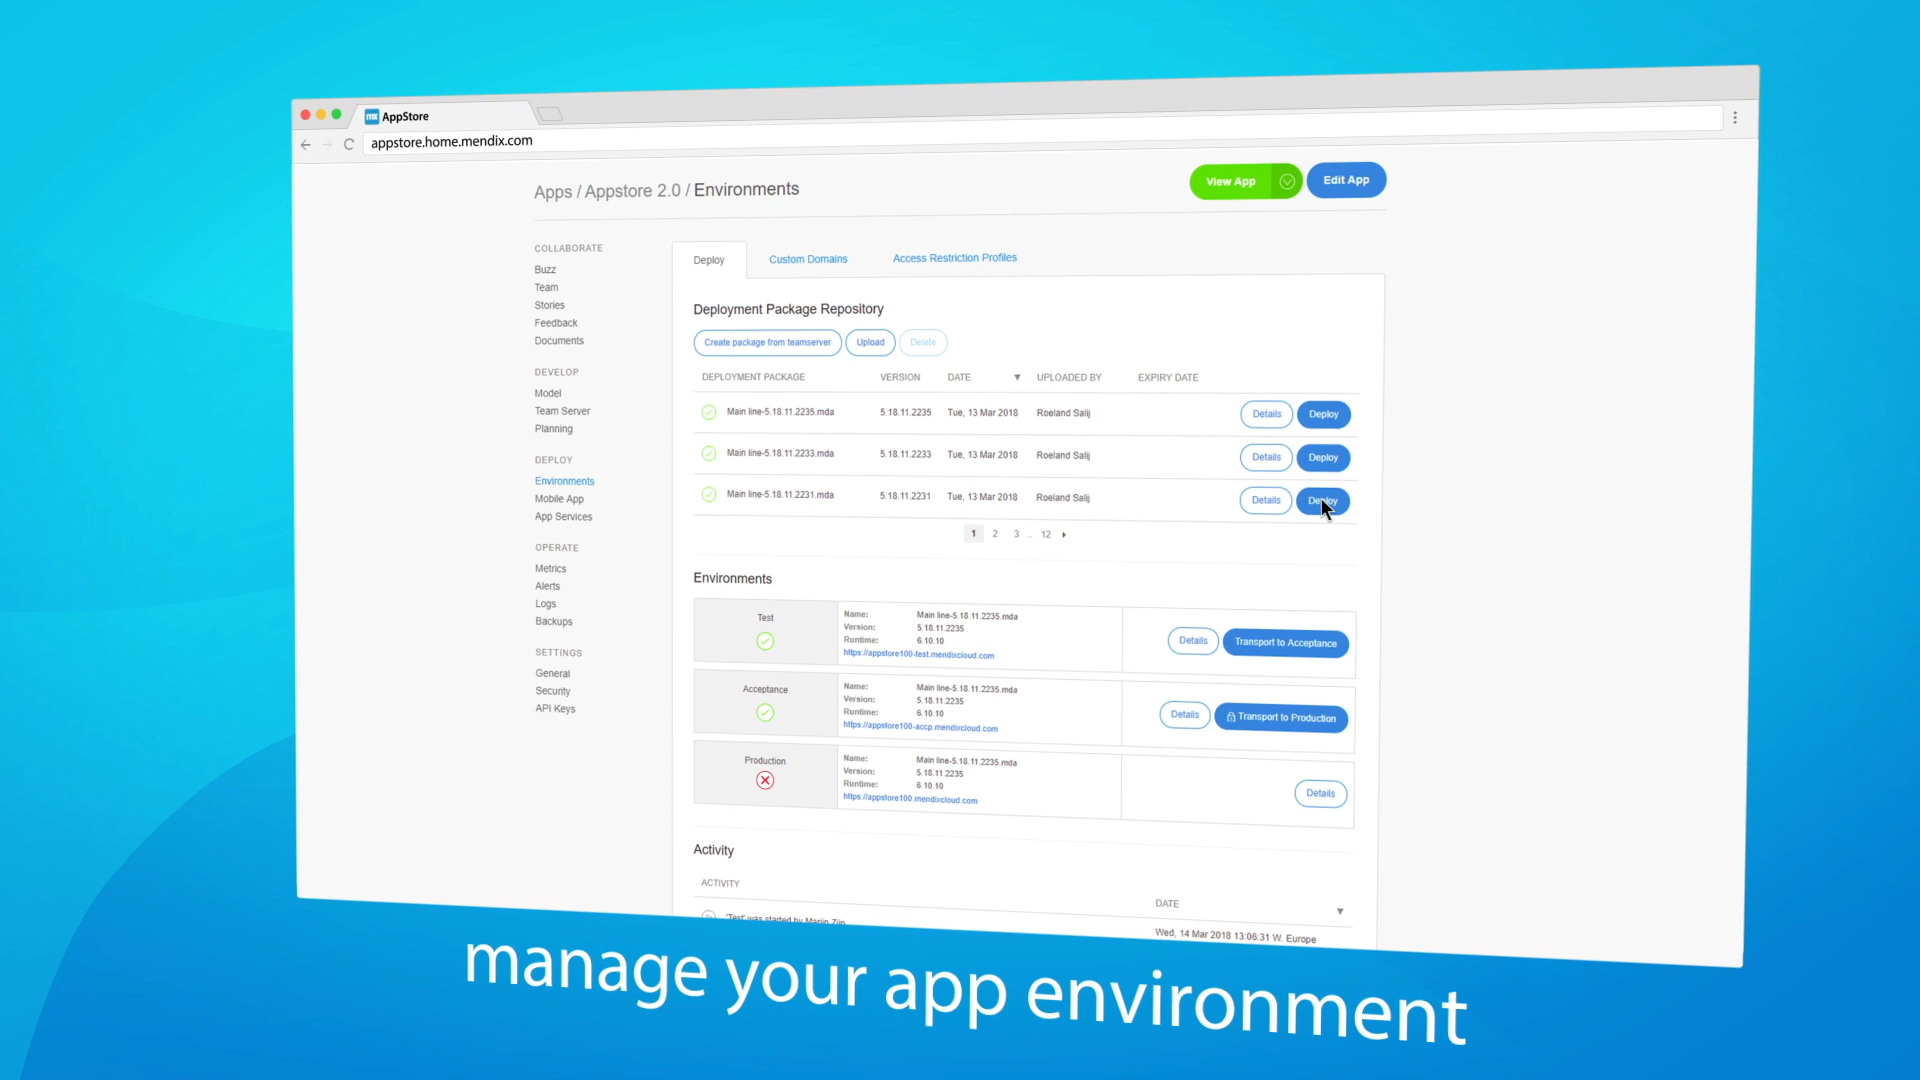 mx AppStore
appstore.home.mendix.com
Apps / Appstore 2.0 / Environments
View App
Edit App
COLLABORATE
Buzz
Team
Stories
Feedback
Documents
DEVELOP
Model
Team Server
Planning
DEPLOY
Environments
Mobile App
App Services
OPERATE
Metrics
Alerts
Logs
Backups
SETTINGS
General
Security
API Keys
Deploy Custom Domains Access Restriction Profiles
Deployment Package Repository
Create package from teamserver Upload Delete
DEPLOYMENT PACKAGE VERSION DATE UPLOADED BY EXPIRY DATE
Main line-5.18.11.2235.mda 5.18.11.2235 Tue, 13 Mar 2018 Roeland Salij Details Deploy
Main line-5.18.11.2233.mda 5.18.11.2233 Tue, 13 Mar 2018 Roeland Salij Details Deploy
Main line-5.18.11.2231.mda 5.18.11.2231 Tue, 13 Mar 2018 Roeland Salij Details Deploy
1 2 3 .. 12
Environments
Test
Name: Main line-5.18.11.2235.mda
Version: 5.18.11.2235
Runtime: 6.10.10
https://appstore100-test.mendixcloud.com
Details Transport to Acceptance
Acceptance
Name: Main line-5.18.11.2235.mda
Version: 5.18.11.2235
Runtime: 6.10.10
https://appstore100-accp.mendixcloud.com
Details Transport to Production
Production
Name: Main line-5.18.11.2235.mda
Version: 5.18.11.2235
Runtime: 6.10.10
https://appstore100.mendixcloud.com
Details
Activity
ACTIVITY DATE
'Test' was started by Marijn Zijp
Wed, 14 Mar 2018 13:06:31 W. Europe
manage your app environment